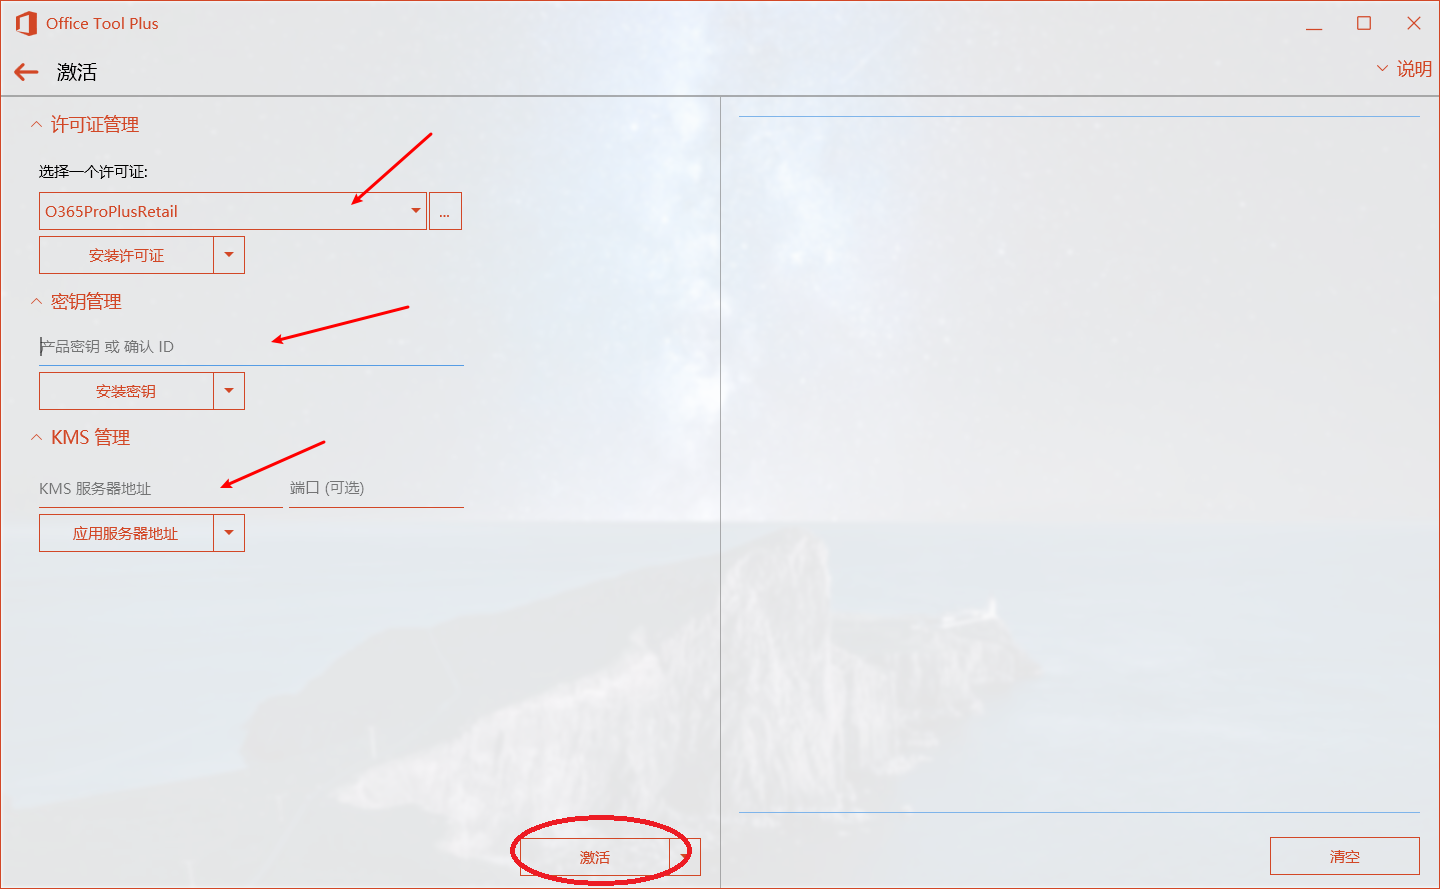 Office Tool Plus
激活
说明
许可证管理
选择一个许可证:
O365ProPlusRetail
...
安装许可证
密钥管理
产品密钥 或 确认 ID
安装密钥
KMS 管理
KMS 服务器地址
端口 (可选)
应用服务器地址
激活
清空